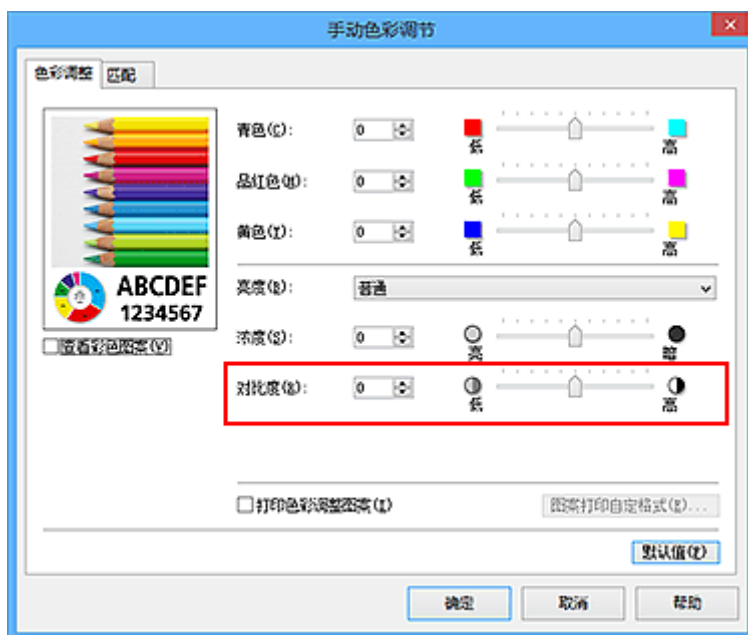 手动色彩调节
色彩调整 匹配
青色(C): 0 低 高
品红色(M): 0 低 高
黄色(Y): 0 低 高
ABCDEF
1234567
亮度(B): 普通
查看彩色图案(V)
浓度(S): 0 亮 暗
对比度(R): 0 低 高
打印色彩调整图案(I) 图案打印自定格式(E)...
默认值(F)
确定 取消 帮助